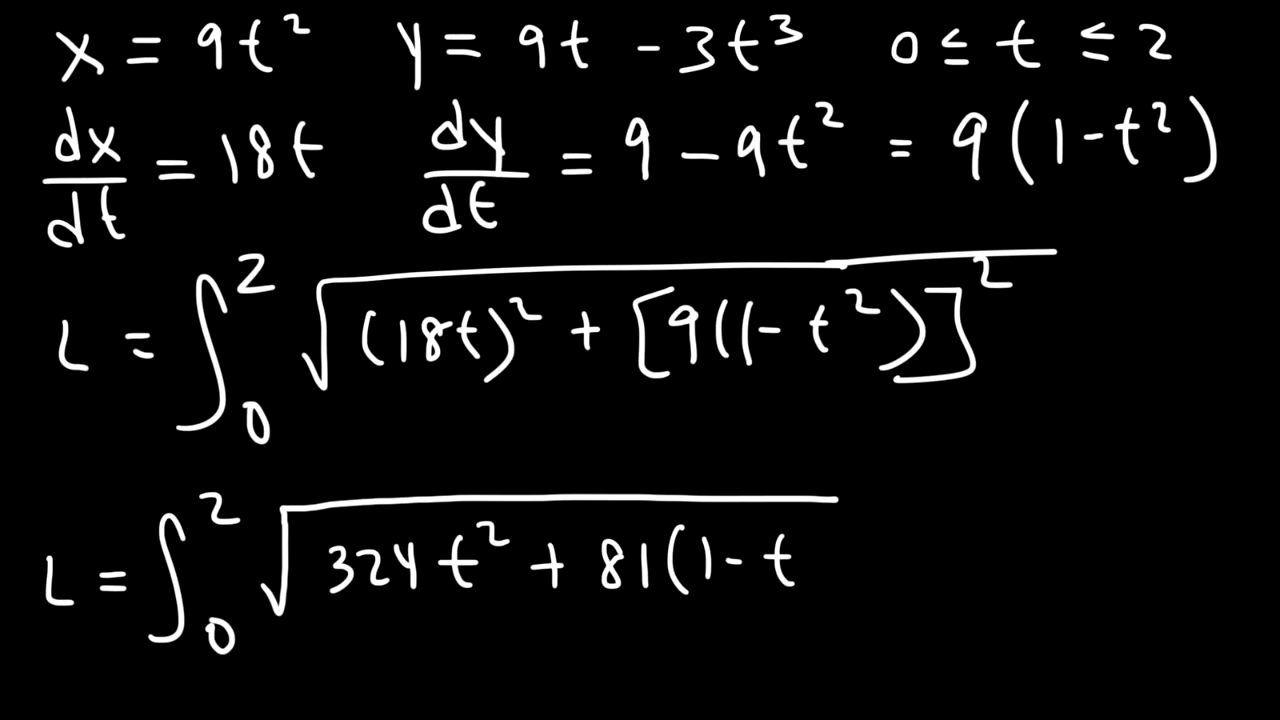 x = 9t² y = 9t - 3t³ 0 ≤ t ≤ 2
dx/dt = 18t dy/dt = 9 - 9t² = 9(1-t²)
L = ∫₀² √((18t)² + [9(1-t²)]²)
L = ∫₀² √(324t² + 81(1-t